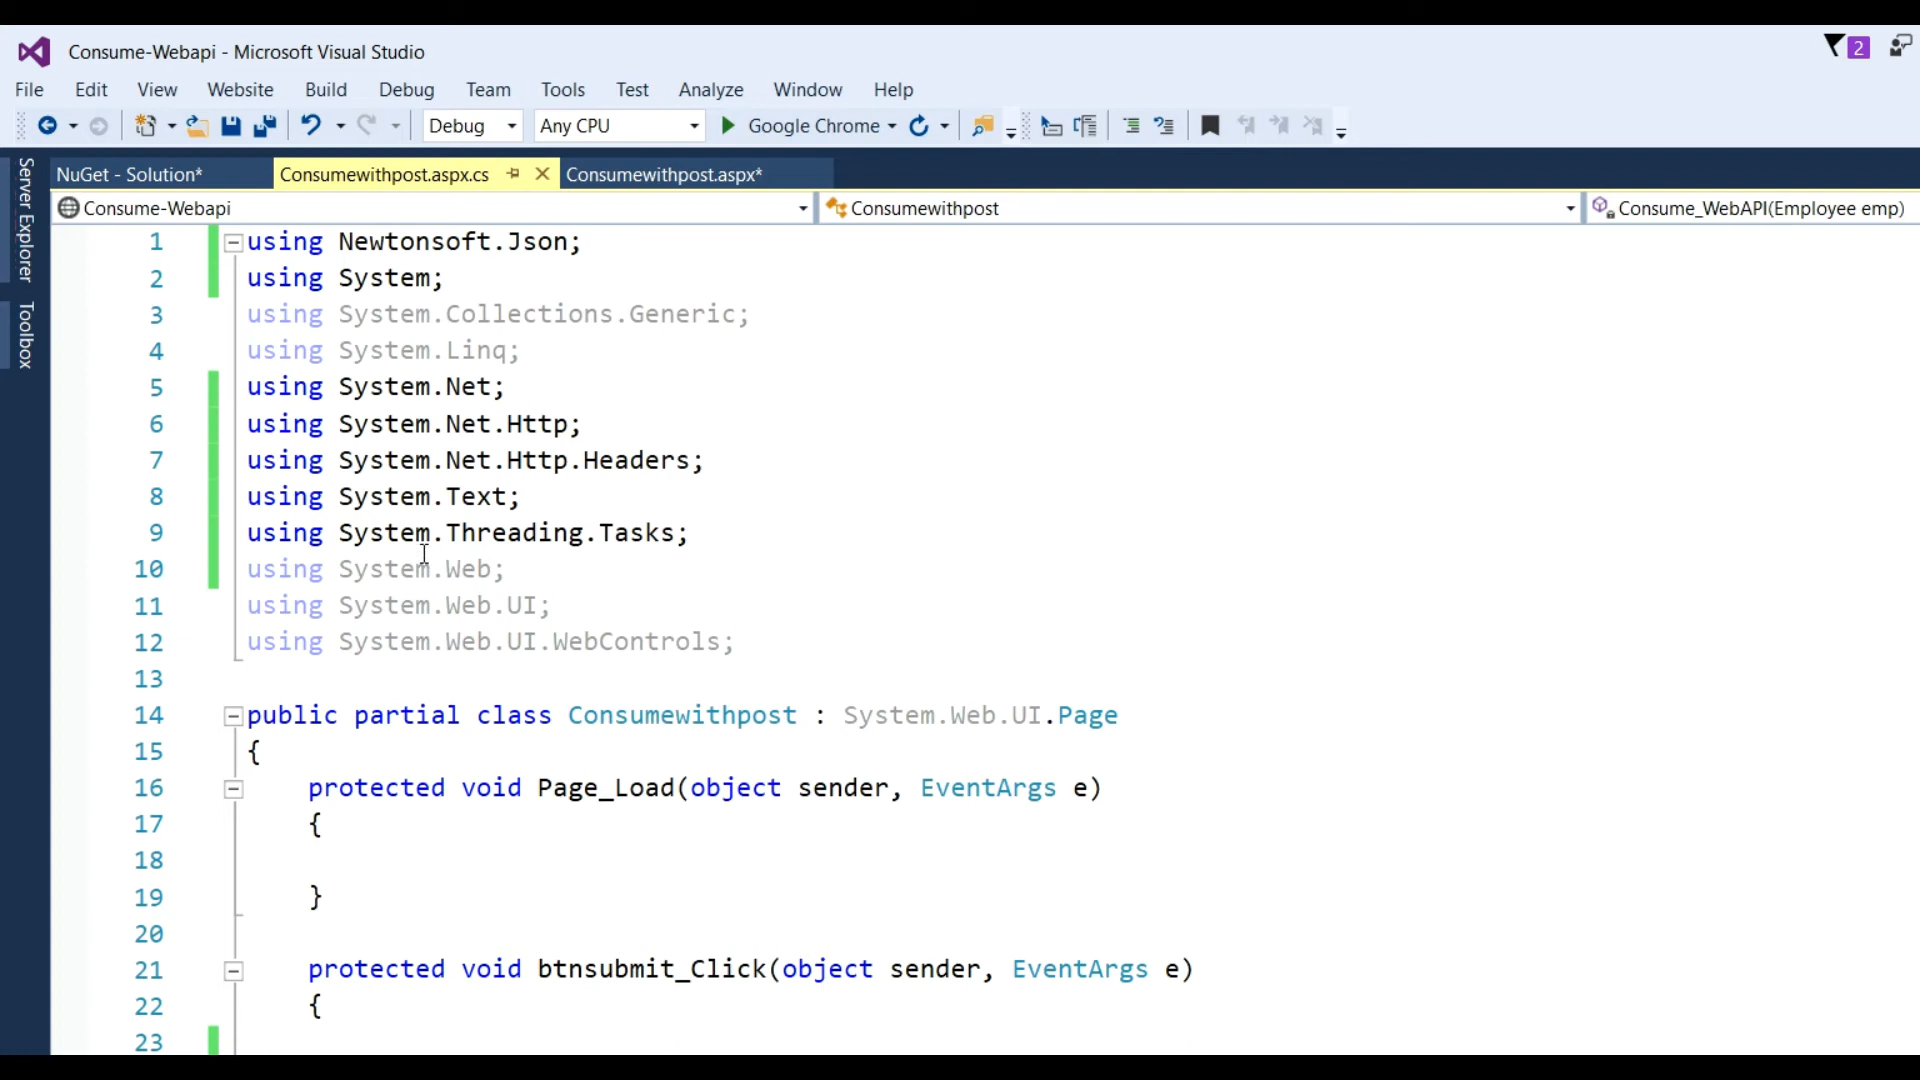 Consume-Webapi - Microsoft Visual Studio
2
File Edit View Website Build Debug Team Tools Test Analyze Window Help
Debug Any CPU Google Chrome
NuGet - Solution* Consumewithpost.aspx.cs Consumewithpost.aspx*
Consume-Webapi Consumewithpost Consume_WebAPI(Employee emp)
Server Explorer
Toolbox
1 using Newtonsoft.Json;
2 using System;
3 using System.Collections.Generic;
4 using System.Linq;
5 using System.Net;
6 using System.Net.Http;
7 using System.Net.Http.Headers;
8 using System.Text;
9 using System.Threading.Tasks;
10 using System.Web;
11 using System.Web.UI;
12 using System.Web.UI.WebControls;
13
14 public partial class Consumewithpost : System.Web.UI.Page
15 {
16 protected void Page_Load(object sender, EventArgs e)
17 {
18
19 }
20
21 protected void btnsubmit_Click(object sender, EventArgs e)
22 {
23